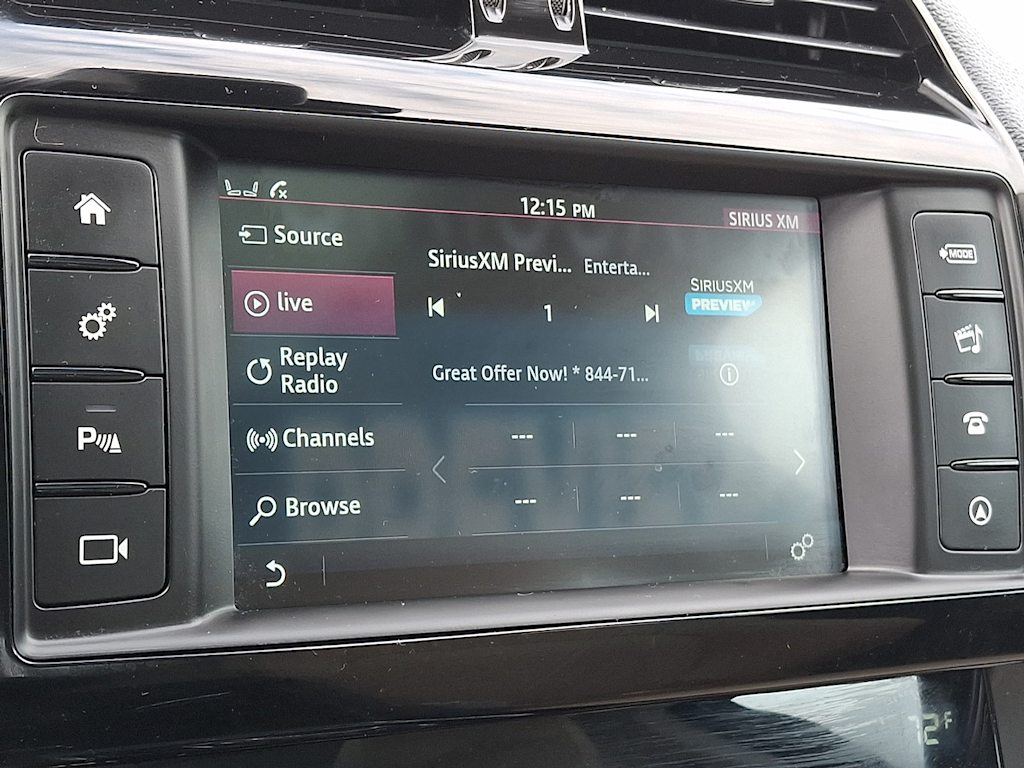 12:15 PM
SIRIUS XM
Source
SiriusXM Previ... Enterta...
SIRIUSXM
PREVIEW
live
1
Replay
Radio
Great Offer Now! * 844-71...
i
Channels
--- --- ---
Browse
--- --- ---
MODE
P
72°F